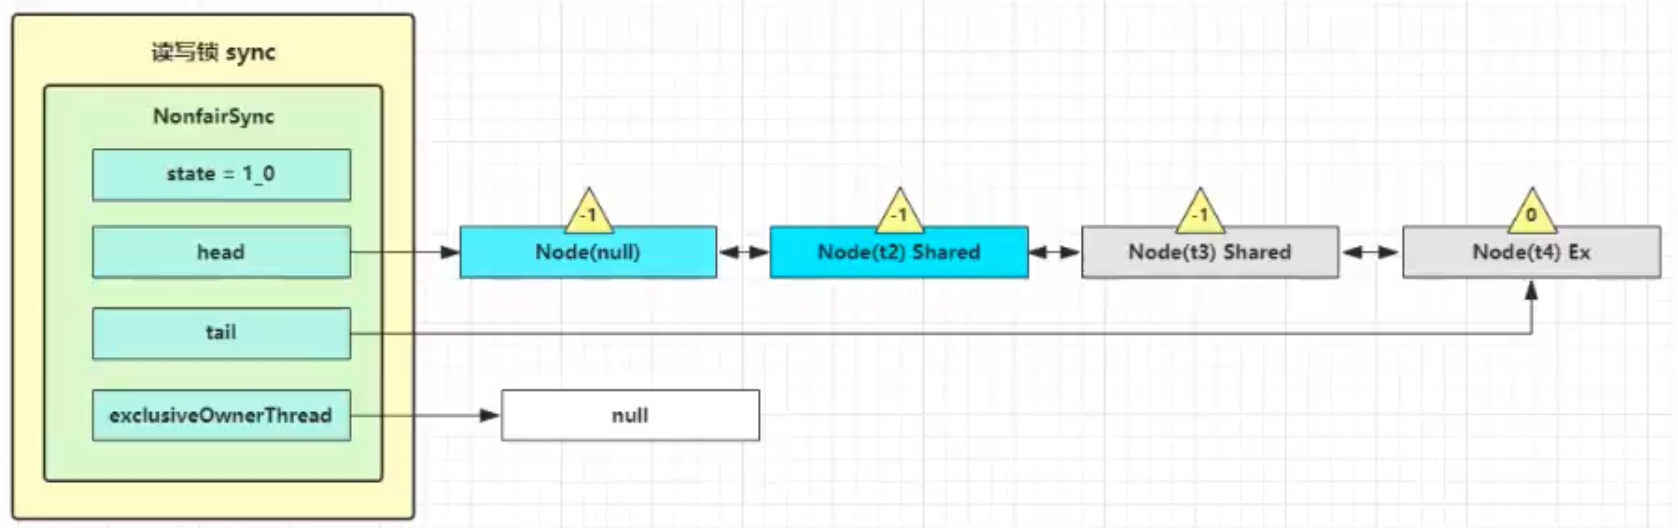 读写锁 sync
NonfairSync
state = 1_0
head
tail
exclusiveOwnerThread
-1
Node(null)
-1
Node(t2) Shared
-1
Node(t3) Shared
0
Node(t4) Ex
null